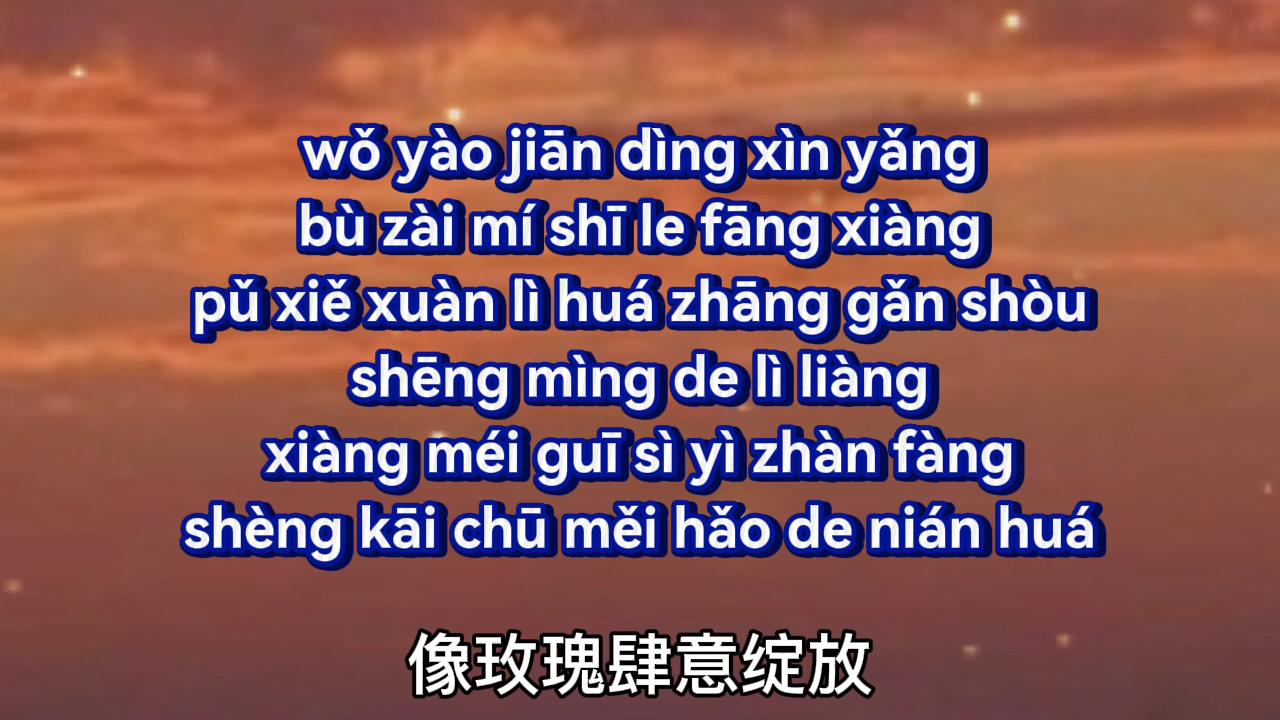 wǒ yào jiān dìng xìn yǎng
bù zài mí shī le fāng xiàng
pǔ xiě xuàn lì huá zhāng gǎn shòu
shēng mìng de lì liàng
xiàng méi guī sì yì zhàn fàng
shèng kāi chū měi hǎo de nián huá
像玫瑰肆意绽放